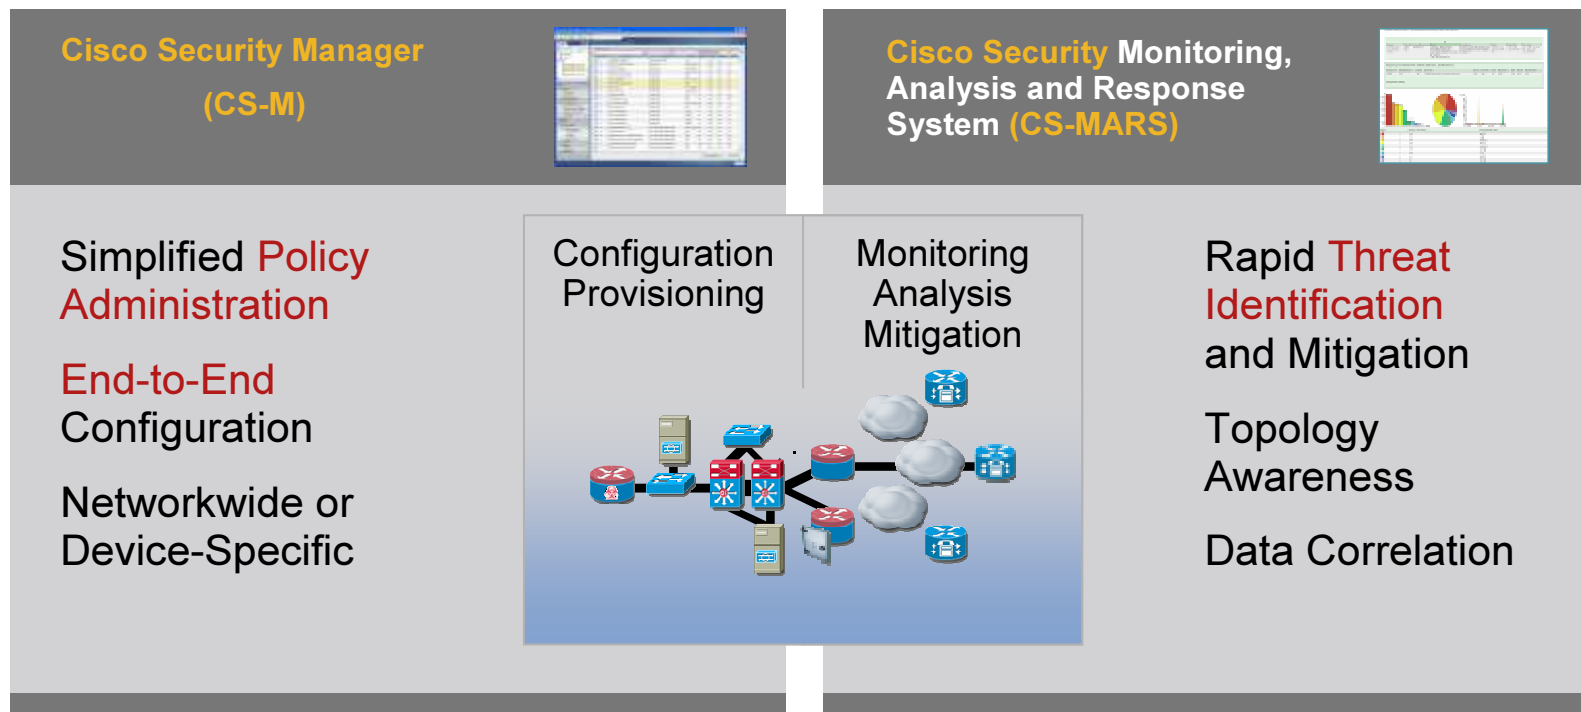 Cisco Security Manager
(CS-M)
Simplified Policy
Administration
End-to-End
Configuration
Networkwide or
Device-Specific
Configuration
Provisioning
Monitoring
Analysis
Mitigation
Cisco Security Monitoring,
Analysis and Response
System (CS-MARS)
Rapid Threat
Identification
and Mitigation
Topology
Awareness
Data Correlation